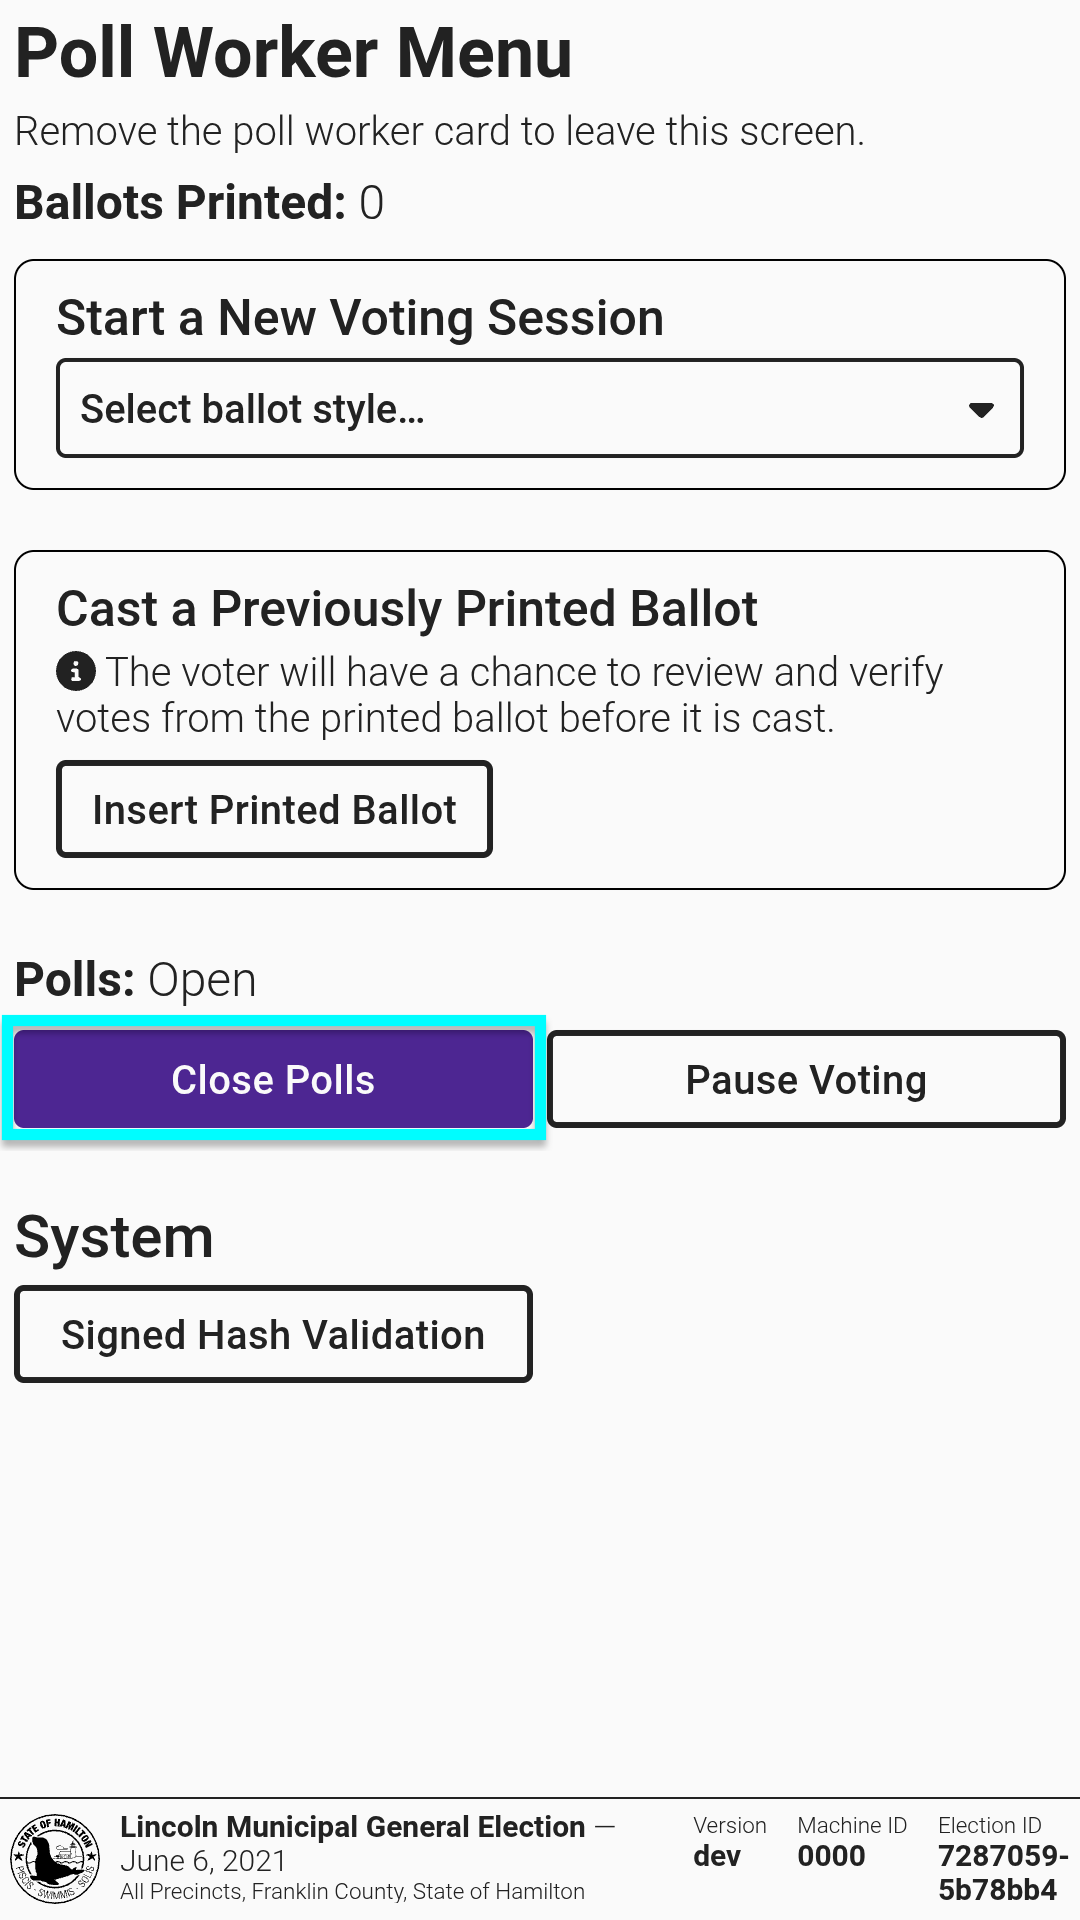 Poll Worker Menu
Remove the poll worker card to leave this screen.
Ballots Printed: 0
Start a New Voting Session
Select ballot style…
Cast a Previously Printed Ballot
The voter will have a chance to review and verify
votes from the printed ballot before it is cast.
Insert Printed Ballot
Polls: Open
Close Polls
Pause Voting
System
Signed Hash Validation
STATE OF HAMILTON
PISCIS - SWIMMIS - SOLIS
Lincoln Municipal General Election —
June 6, 2021
All Precincts, Franklin County, State of Hamilton
Version
dev
Machine ID
0000
Election ID
7287059-
5b78bb4